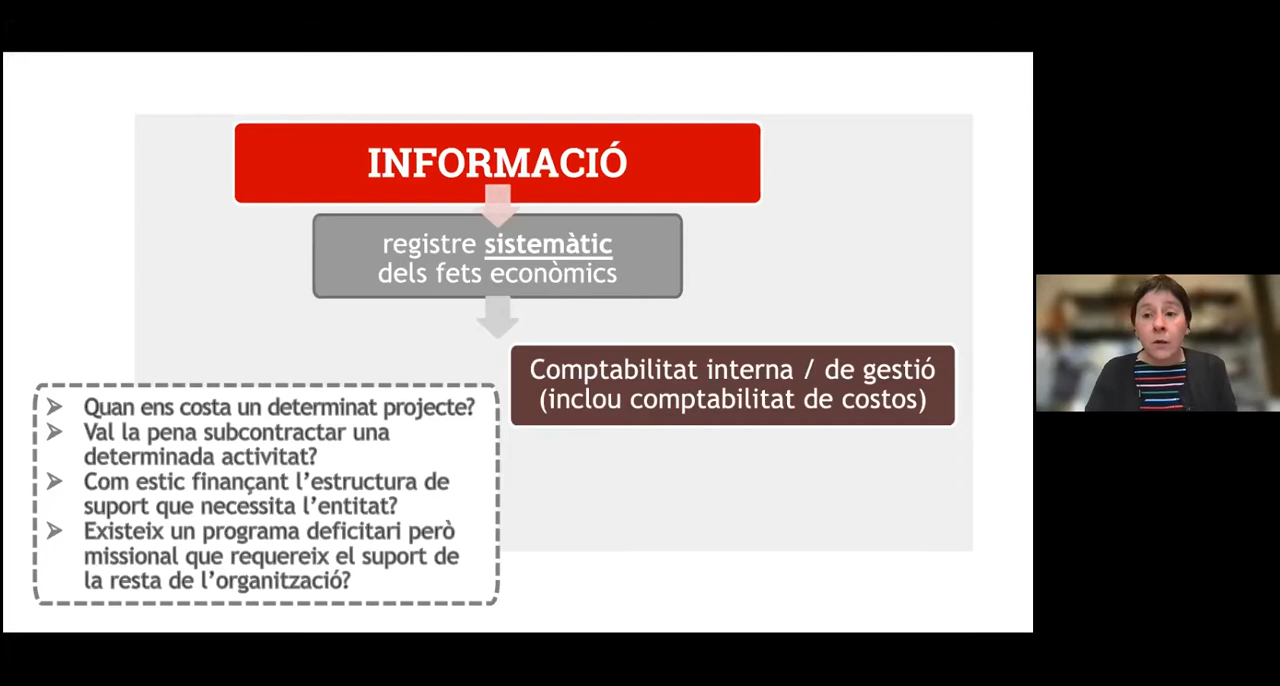 INFORMACIÓ
registre sistemàtic
dels fets econòmics
Comptabilitat interna / de gestió
(inclou comptabilitat de costos)
➢ Quan ens costa un determinat projecte?
➢ Val la pena subcontractar una
determinada activitat?
➢ Com estic finançant l’estructura de
suport que necessita l’entitat?
➢ Existeix un programa deficitari però
missional que requereix el suport de
la resta de l’organització?